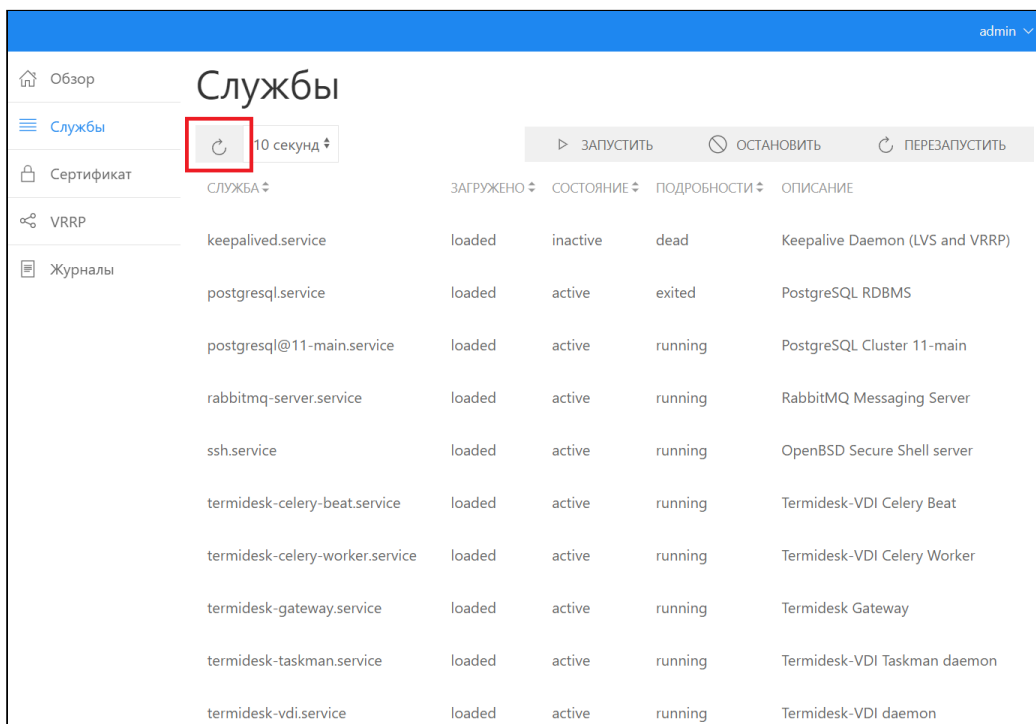 admin
Обзор
Службы
Сертификат
VRRP
Журналы
Службы
10 секунд
ЗАПУСТИТЬ ОСТАНОВИТЬ ПЕРЕЗАПУСТИТЬ
СЛУЖБА ЗАГРУЖЕНО СОСТОЯНИЕ ПОДРОБНОСТИ ОПИСАНИЕ
keepalived.service loaded inactive dead Keepalive Daemon (LVS and VRRP)
postgresql.service loaded active exited PostgreSQL RDBMS
postgresql@11-main.service loaded active running PostgreSQL Cluster 11-main
rabbitmq-server.service loaded active running RabbitMQ Messaging Server
ssh.service loaded active running OpenBSD Secure Shell server
termidesk-celery-beat.service loaded active running Termidesk-VDI Celery Beat
termidesk-celery-worker.service loaded active running Termidesk-VDI Celery Worker
termidesk-gateway.service loaded active running Termidesk Gateway
termidesk-taskman.service loaded active running Termidesk-VDI Taskman daemon
termidesk-vdi.service loaded active running Termidesk-VDI daemon